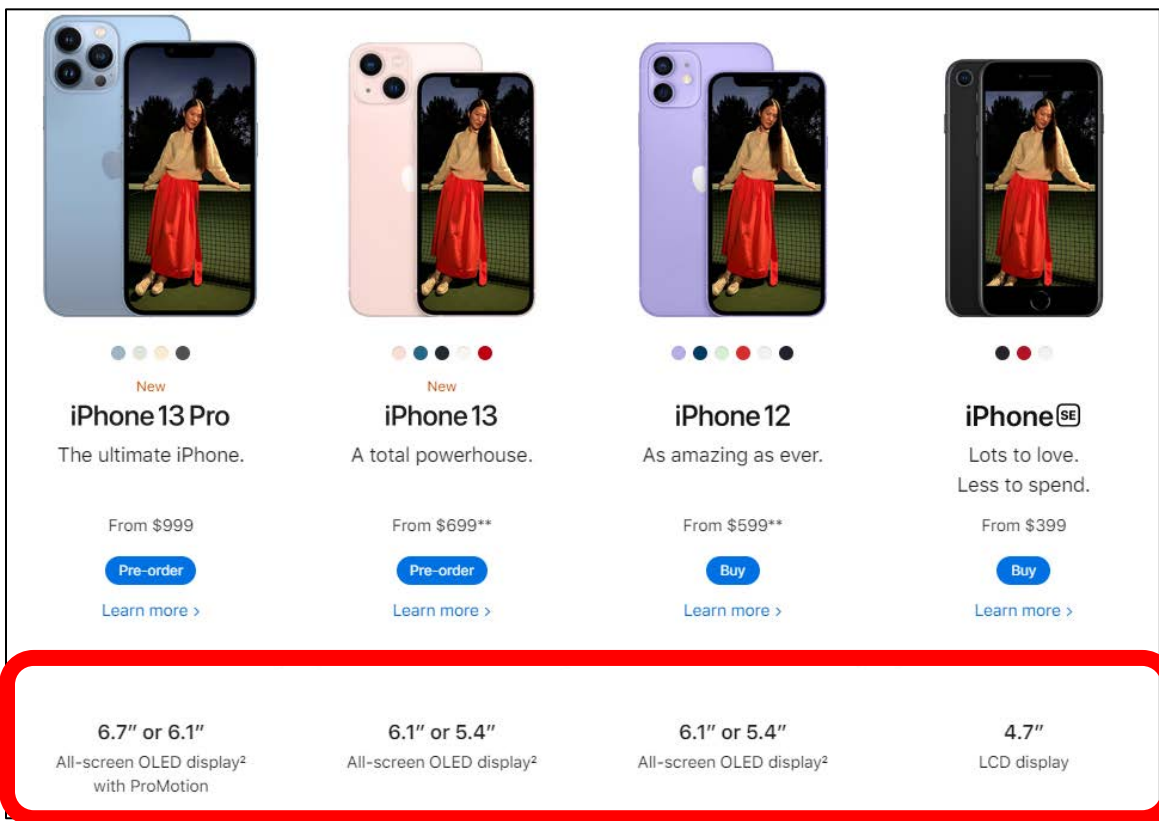 New
iPhone 13 Pro
The ultimate iPhone.
From $999
Pre-order
Learn more >
6.7″ or 6.1″
All-screen OLED display²
with ProMotion
New
iPhone 13
A total powerhouse.
From $699**
Pre-order
Learn more >
6.1″ or 5.4″
All-screen OLED display²
iPhone 12
As amazing as ever.
From $599**
Buy
Learn more >
6.1″ or 5.4″
All-screen OLED display²
iPhone SE
Lots to love.
Less to spend.
From $399
Buy
Learn more >
4.7″
LCD display